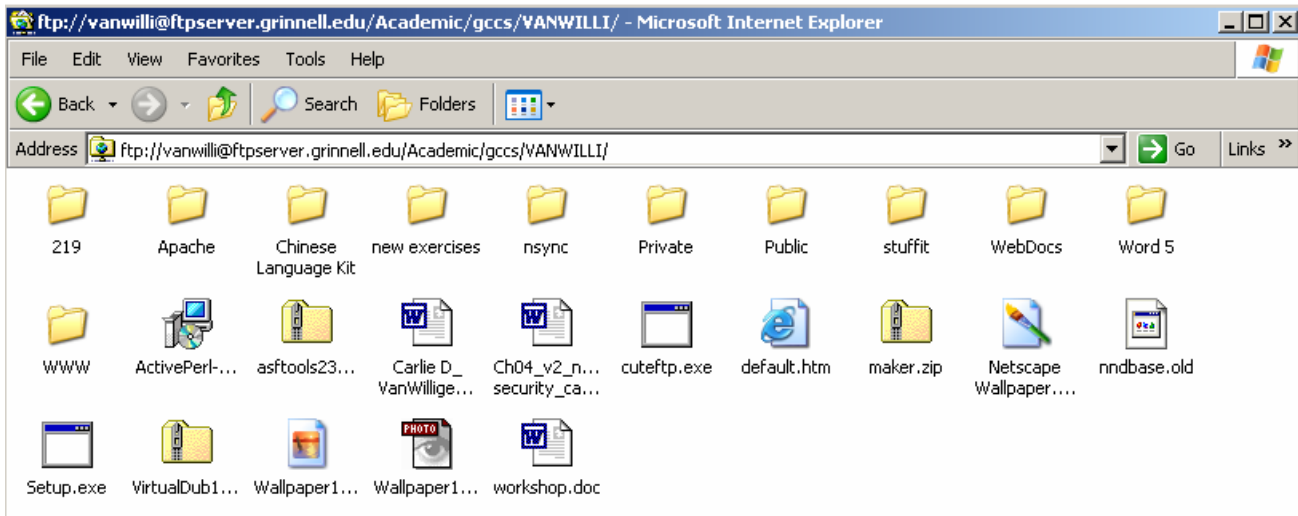 ftp://vanwilli@ftpserver.grinnell.edu/Academic/gccs/VANWILLI/ - Microsoft Internet Explorer
File Edit View Favorites Tools Help
Back Search Folders
Address ftp://vanwilli@ftpserver.grinnell.edu/Academic/gccs/VANWILLI/ Go Links »
219 Apache Chinese Language Kit new exercises nsync Private Public stuffit WebDocs Word 5
WWW ActivePerl-... asftools23... Carlie D_ VanWillige... Ch04_v2_n... security_ca... cuteftp.exe default.htm maker.zip Netscape Wallpaper.... nndbase.old
PHOTO
Setup.exe VirtualDub1... Wallpaper1... Wallpaper1... workshop.doc